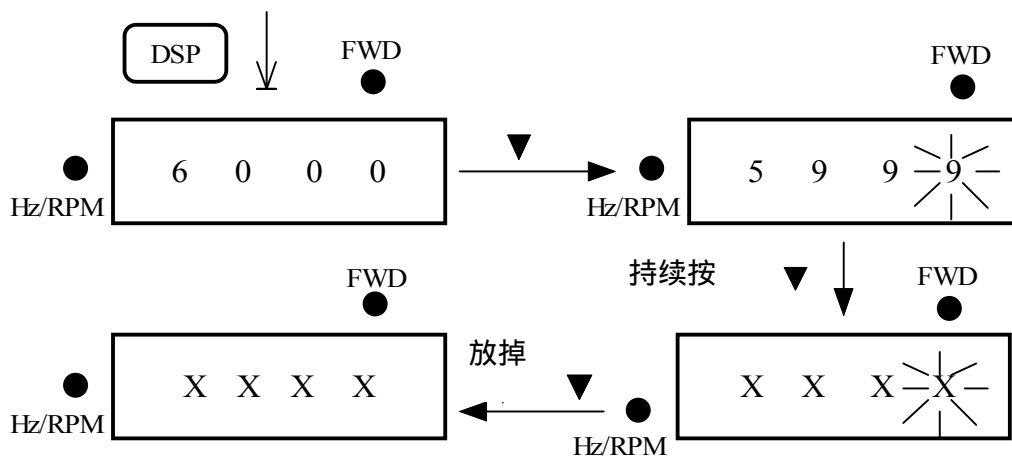 DSP
FWD
FWD
6 0 0 0
5 9 9 9
Hz/RPM
Hz/RPM
持续按
FWD
FWD
放掉
X X X X
X X X X
Hz/RPM
Hz/RPM